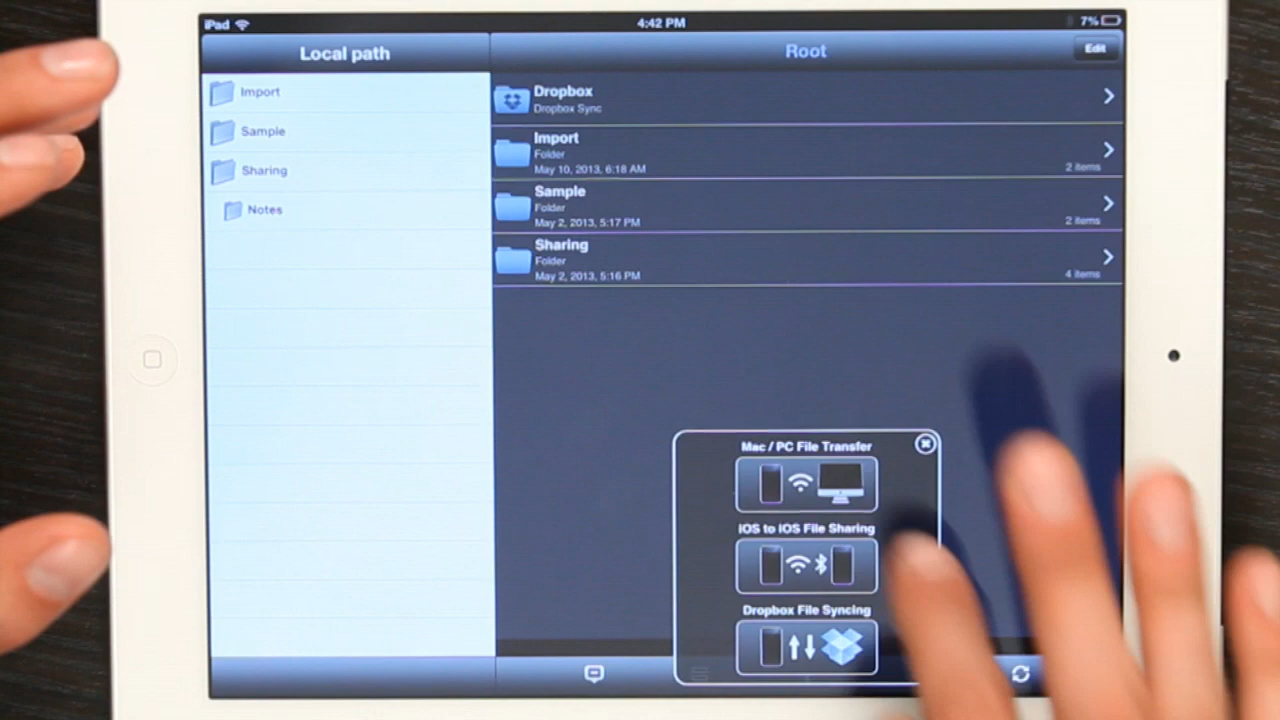 iPad
4:42 PM
7%
Local path
Root
Edit
Import
Sample
Sharing
Notes
Dropbox
Dropbox Sync
Import
Folder
May 10, 2013, 6:18 AM
2 items
Sample
Folder
May 2, 2013, 5:17 PM
2 items
Sharing
Folder
May 2, 2013, 5:16 PM
4 items
Mac / PC File Transfer
iOS to iOS File Sharing
Dropbox File Syncing